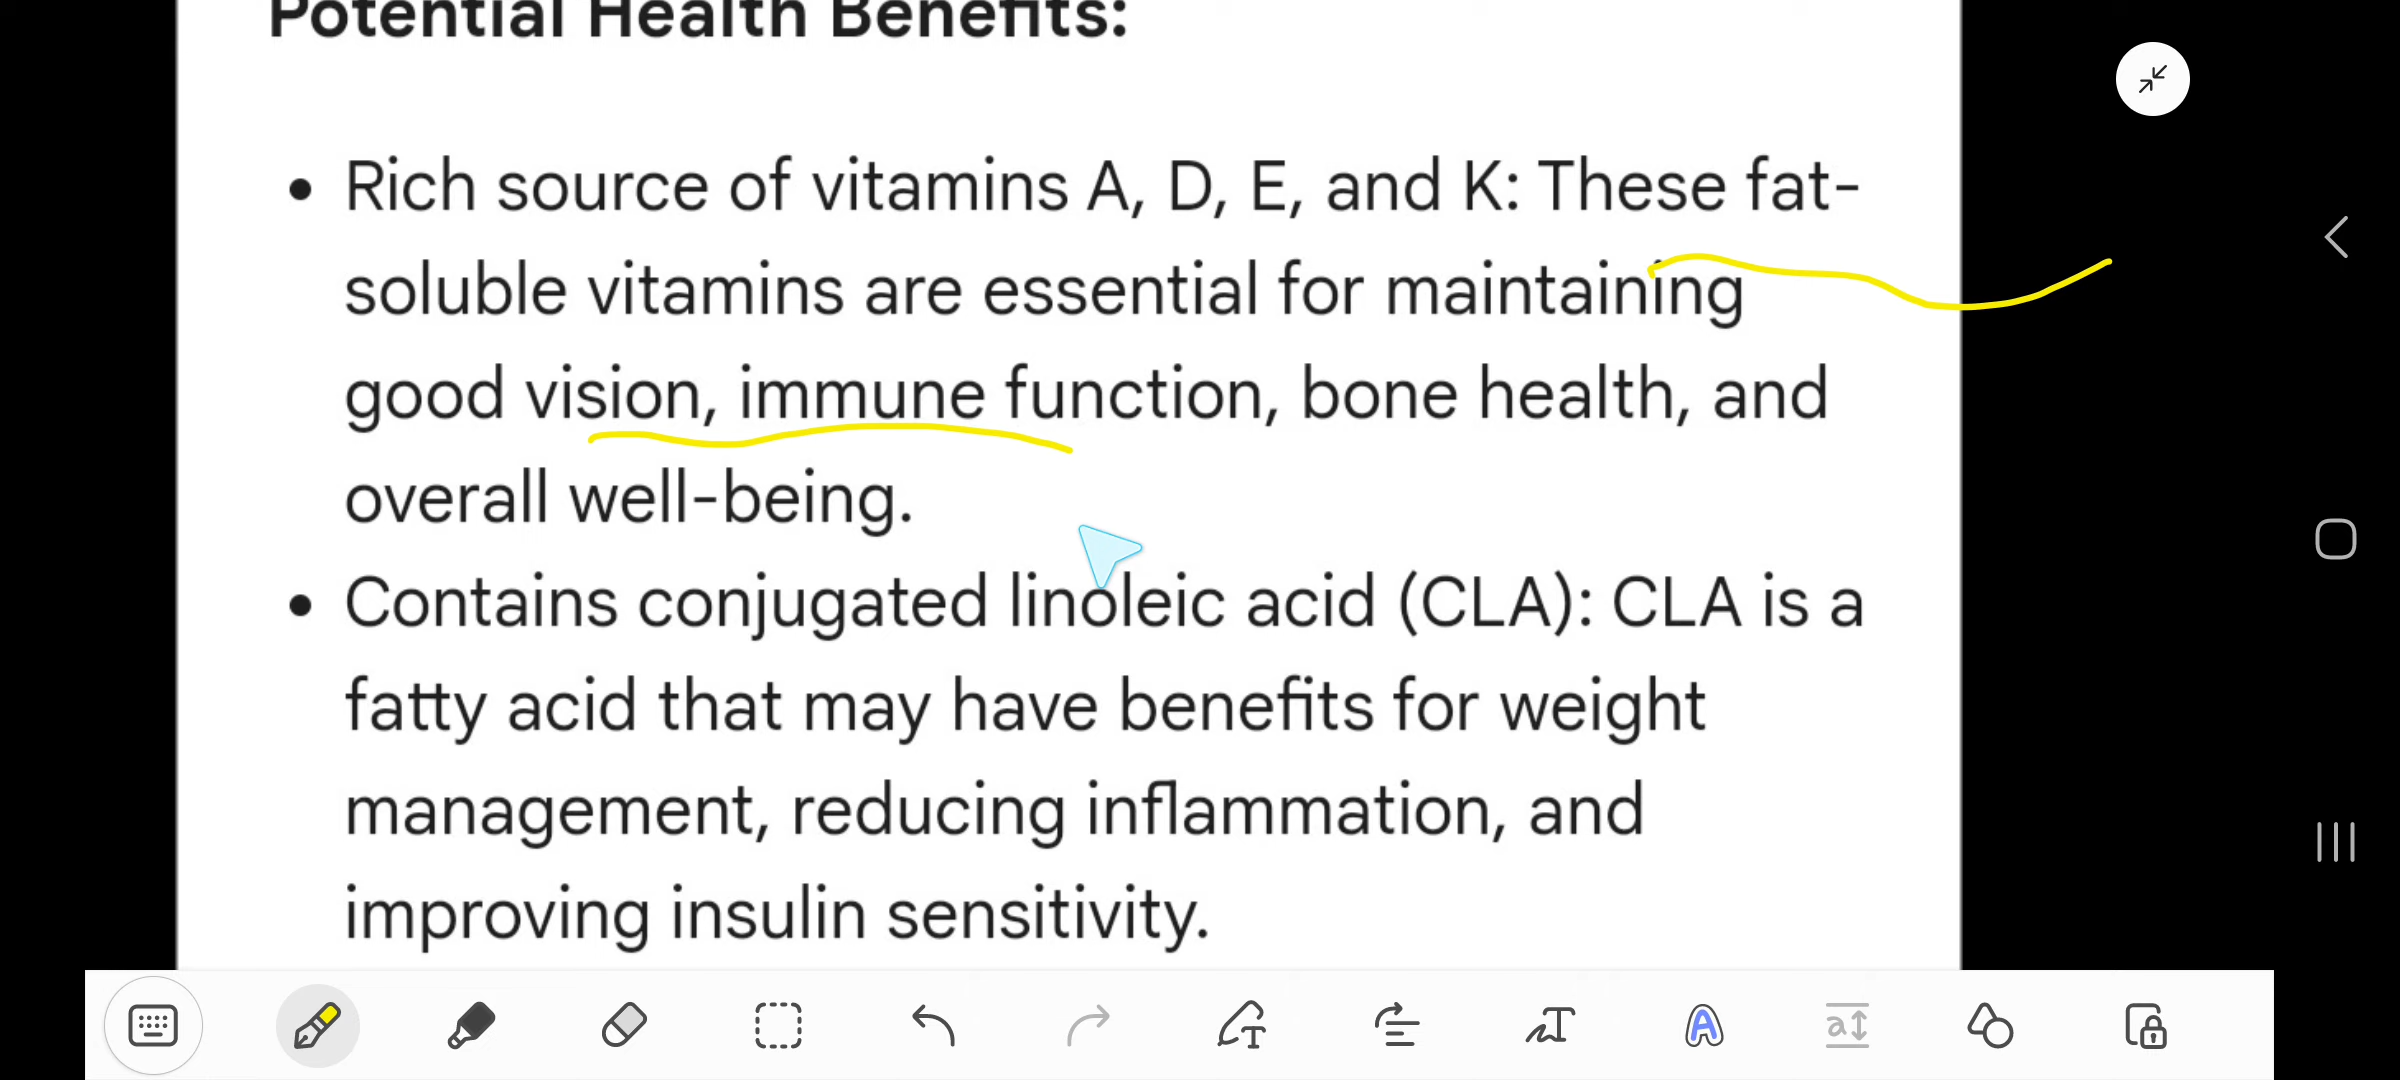 Potential Health Benefits:
• Rich source of vitamins A, D, E, and K: These fat-
soluble vitamins are essential for maintaining
good vision, immune function, bone health, and
overall well-being.
• Contains conjugated linoleic acid (CLA): CLA is a
fatty acid that may have benefits for weight
management, reducing inflammation, and
improving insulin sensitivity.
T T A a